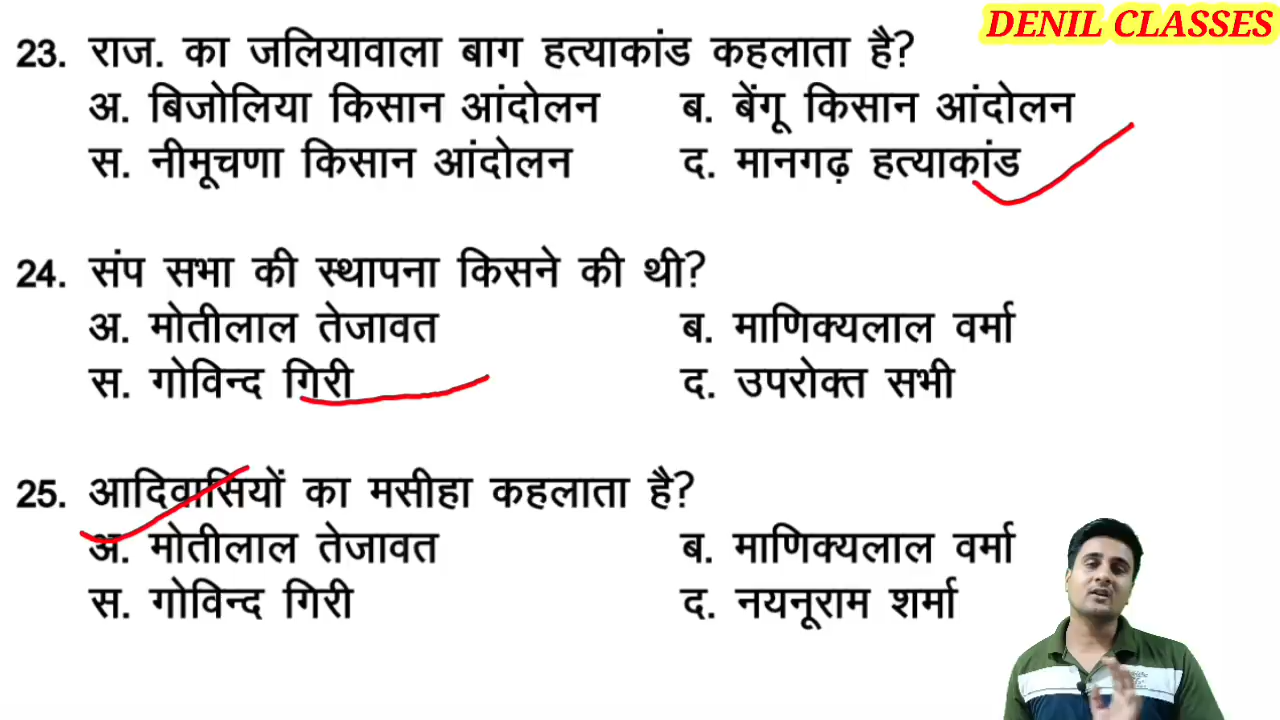 DENIL CLASSES
23. राज. का जलियावाला बाग हत्याकांड कहलाता है?
अ. बिजोलिया किसान आंदोलन ब. बेंगू किसान आंदोलन
स. नीमूचणा किसान आंदोलन द. मानगढ़ हत्याकांड
24. संप सभा की स्थापना किसने की थी?
अ. मोतीलाल तेजावत ब. माणिक्यलाल वर्मा
स. गोविन्द गिरी द. उपरोक्त सभी
25. आदिवासियों का मसीहा कहलाता है?
अ. मोतीलाल तेजावत ब. माणिक्यलाल वर्मा
स. गोविन्द गिरी द. नयनूराम शर्मा